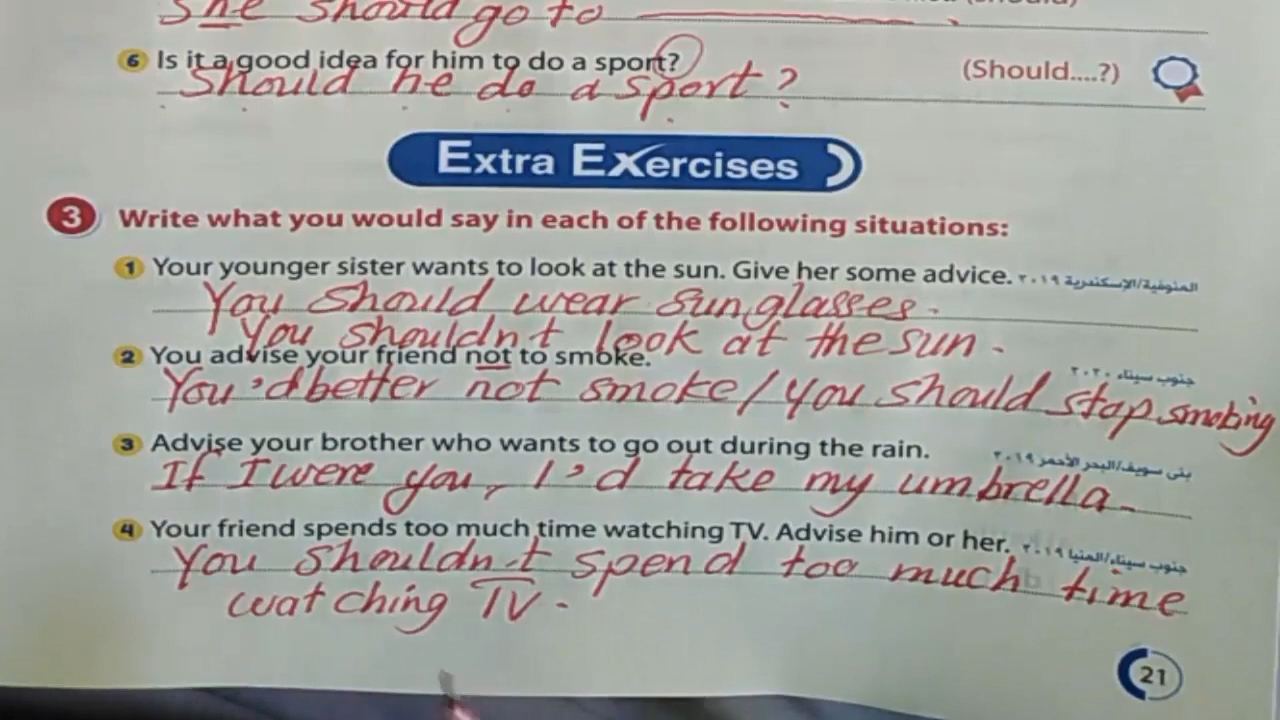 She should go to
6 Is it a good idea for him to do a sport? (Should....?)
Should he do a sport?
Extra Exercises
3 Write what you would say in each of the following situations:
1 Your younger sister wants to look at the sun. Give her some advice. المنوفية/الإسكندرية ٢٠١٩
You should wear sunglasses.
You shouldn't look at the sun.
2 You advise your friend not to smoke. جنوب سيناء ٢٠٢٠
You'd better not smoke/you should stop smoking
3 Advise your brother who wants to go out during the rain. بنى سويف/البحر الأحمر ٢٠١٩
If I were you, I'd take my umbrella.
4 Your friend spends too much time watching TV. Advise him or her. جنوب سيناء/المنيا ٢٠١٩
You shouldn't spend too much time
watching TV.
21